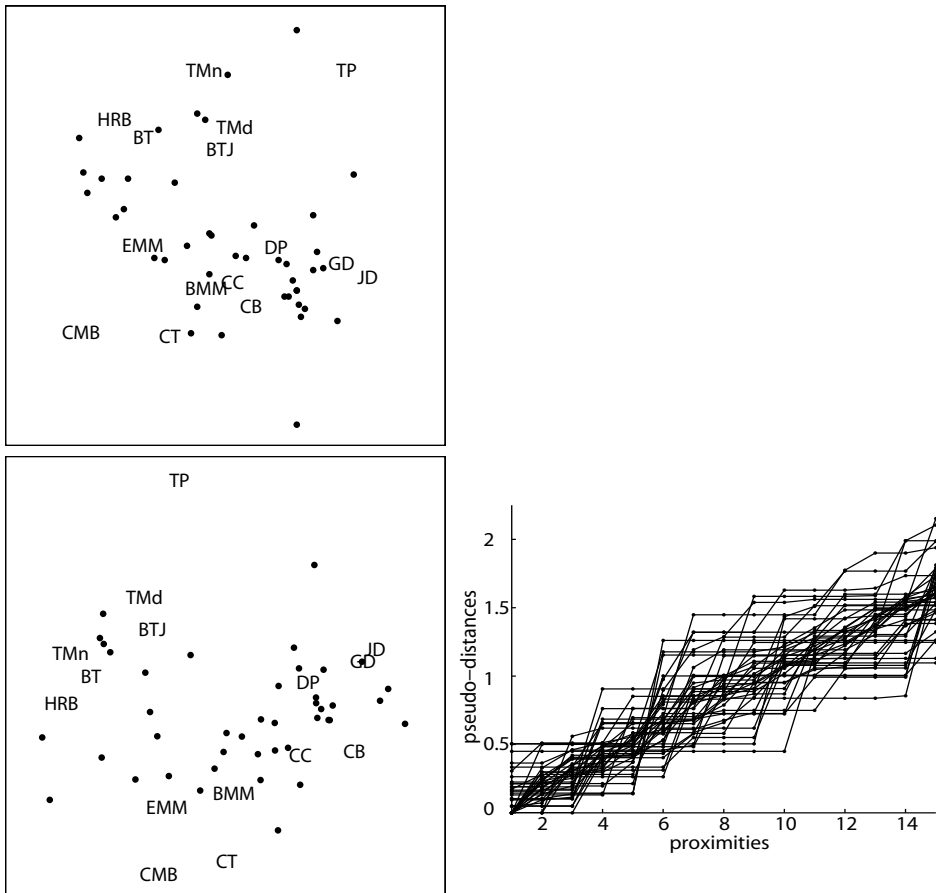 TMn
TP
HRB
TMd
BT
BTJ
EMM
DP
GD
JD
CC
BMM
CB
CMB
CT
TP
TMd
BTJ
TMn
JD
GD
BT
DP
HRB
CB
CC
BMM
EMM
CT
CMB
2
1.5
1
0.5
0
pseudo−distances
2 4 6 8 10 12 14
proximities